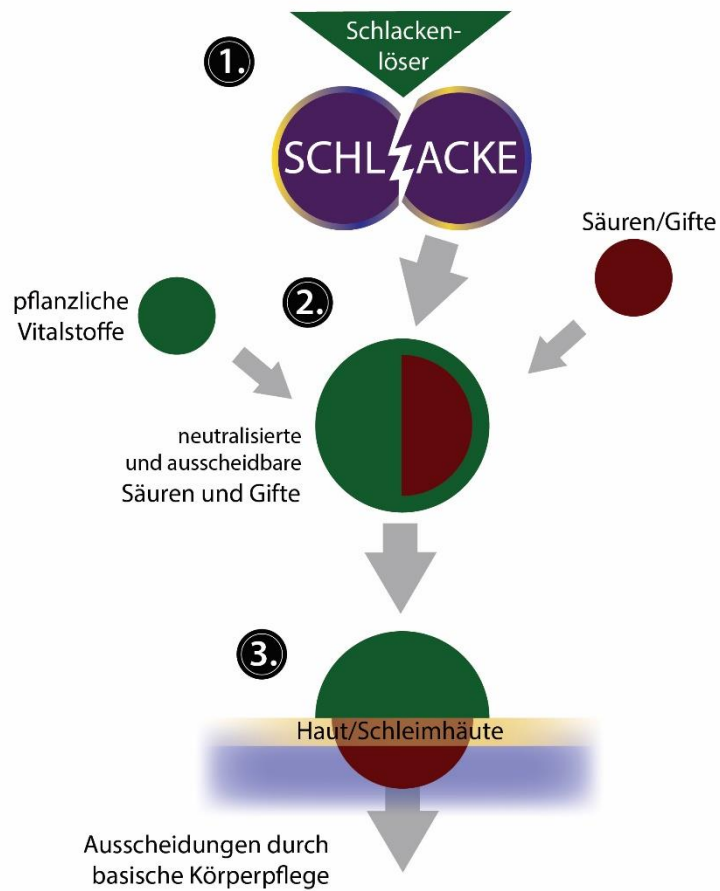 Schlacken-
löser
1.
SCHL ACKE
Säuren/Gifte
pflanzliche
Vitalstoffe
2.
neutralisierte
und ausscheidbare
Säuren und Gifte
3.
Haut/Schleimhäute
Ausscheidungen durch
basische Körperpflege